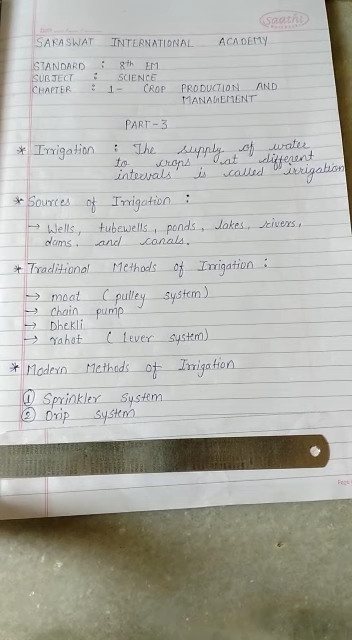 saathi
SARASWAT INTERNATIONAL ACADEMY
STANDARD : 8th EM
SUBJECT : SCIENCE
CHAPTER : 1- CROP PRODUCTION AND
MANAGEMENT
PART-3
* Irrigation : The supply of water
to crops at different
intervals is called irrigation
* Sources of Irrigation :
→ Wells, tubewells, ponds, lakes, rivers,
dams, and canals.
* Traditional Methods of Irrigation :
→ moat (pulley system)
→ chain pump
→ Dhekli
→ rahat (lever system)
* Modern Methods of Irrigation
① Sprinkler System
② Drip system